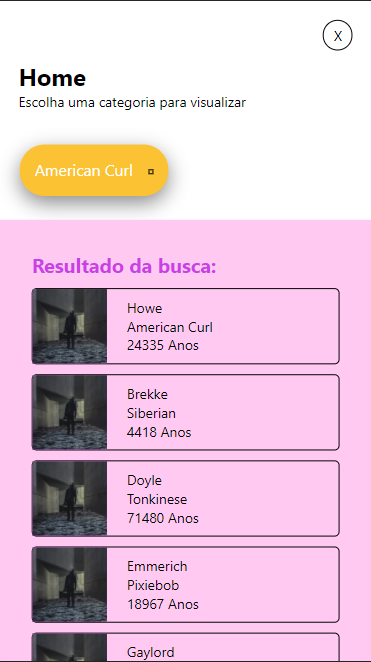 X
Home
Escolha uma categoria para visualizar
American Curl
Resultado da busca:
Howe
American Curl
24335 Anos
Brekke
Siberian
4418 Anos
Doyle
Tonkinese
71480 Anos
Emmerich
Pixiebob
18967 Anos
Gaylord